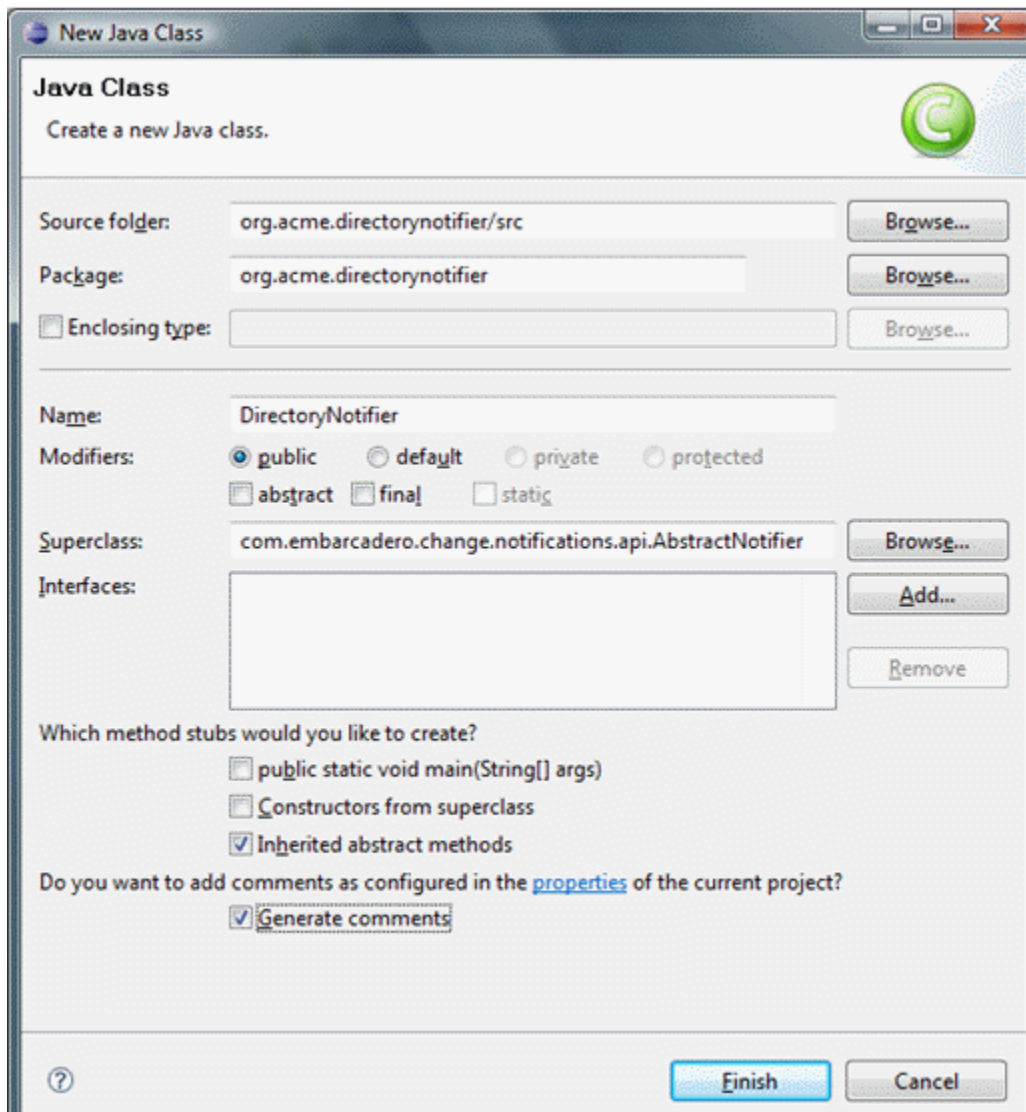 New Java Class
Java Class
Create a new Java class.
Source folder: org.acme.directorynotifier/src Browse...
Package: org.acme.directorynotifier Browse...
Enclosing type: Browse...
Name: DirectoryNotifier
Modifiers: public default private protected
abstract final static
Superclass: com.embarcadero.change.notifications.api.AbstractNotifier Browse...
Interfaces: Add...
Remove
Which method stubs would you like to create?
public static void main(String[] args)
Constructors from superclass
Inherited abstract methods
Do you want to add comments as configured in the properties of the current project?
Generate comments
? Finish Cancel